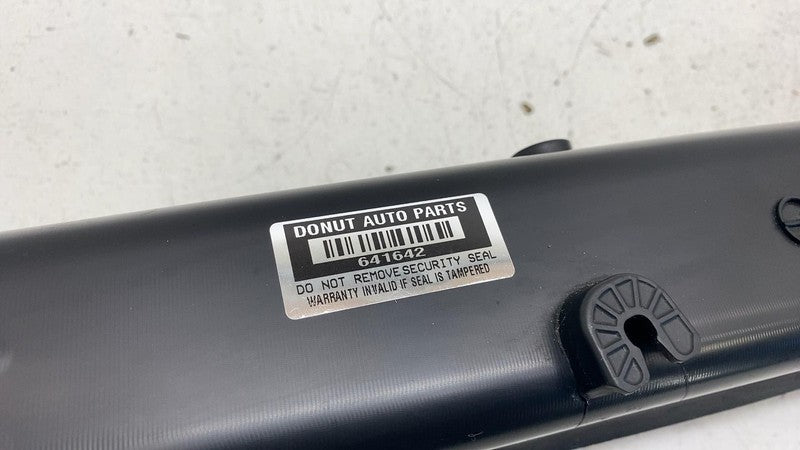 DONUT AUTO PARTS
641642
DO NOT REMOVE SECURITY SEAL
WARRANTY INVALID IF SEAL IS TAMPERED